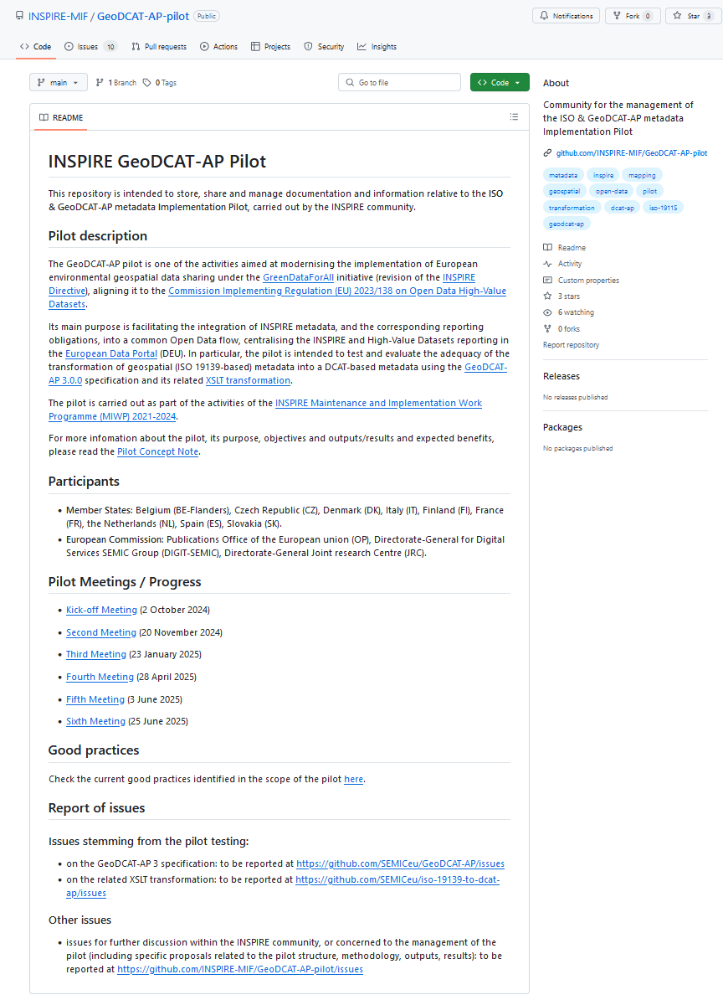 INSPIRE-MIF / GeoDCAT-AP-pilot Public
Notifications Fork 0 Star 3
Code Issues 10 Pull requests Actions Projects Security Insights
main 1 Branch 0 Tags Go to file Code
README
INSPIRE GeoDCAT-AP Pilot
This repository is intended to store, share and manage documentation and information relative to the ISO
& GeoDCAT-AP metadata Implementation Pilot, carried out by the INSPIRE community.
Pilot description
The GeoDCAT-AP pilot is one of the activities aimed at modernising the implementation of European
environmental geospatial data sharing under the GreenDataForAll initiative (revision of the INSPIRE
Directive), aligning it to the Commission Implementing Regulation (EU) 2023/138 on Open Data High-Value
Datasets.
Its main purpose is facilitating the integration of INSPIRE metadata, and the corresponding reporting
obligations, into a common Open Data flow, centralising the INSPIRE and High-Value Datasets reporting in
the European Data Portal (DEU). In particular, the pilot is intended to test and evaluate the adequacy of the
transformation of geospatial (ISO 19139-based) metadata into a DCAT-based metadata using the GeoDCAT-
AP 3.0.0 specification and its related XSLT transformation.
The pilot is carried out as part of the activities of the INSPIRE Maintenance and Implementation Work
Programme (MIWP) 2021-2024.
For more infomation about the pilot, its purpose, objectives and outputs/results and expected benefits,
please read the Pilot Concept Note.
Participants
• Member States: Belgium (BE-Flanders), Czech Republic (CZ), Denmark (DK), Italy (IT), Finland (FI), France
(FR), the Netherlands (NL), Spain (ES), Slovakia (SK).
• European Commission: Publications Office of the European union (OP), Directorate-General for Digital
Services SEMIC Group (DIGIT-SEMIC), Directorate-General Joint research Centre (JRC).
Pilot Meetings / Progress
• Kick-off Meeting (2 October 2024)
• Second Meeting (20 November 2024)
• Third Meeting (23 January 2025)
• Fourth Meeting (28 April 2025)
• Fifth Meeting (3 June 2025)
• Sixth Meeting (25 June 2025)
Good practices
Check the current good practices identified in the scope of the pilot here.
Report of issues
Issues stemming from the pilot testing:
• on the GeoDCAT-AP 3 specification: to be reported at https://github.com/SEMICeu/GeoDCAT-AP/issues
• on the related XSLT transformation: to be reported at https://github.com/SEMICeu/iso-19139-to-dcat-
ap/issues
Other issues
• issues for further discussion within the INSPIRE community, or concerned to the management of the
pilot (including specific proposals related to the pilot structure, methodology, outputs, results): to be
reported at https://github.com/INSPIRE-MIF/GeoDCAT-AP-pilot/issues
About
Community for the management of
the ISO & GeoDCAT-AP metadata
Implementation Pilot
github.com/INSPIRE-MIF/GeoDCAT-AP-pilot
metadata inspire mapping
geospatial open-data pilot
transformation dcat-ap iso-19115
geodcat-ap
Readme
Activity
Custom properties
3 stars
6 watching
0 forks
Report repository
Releases
No releases published
Packages
No packages published